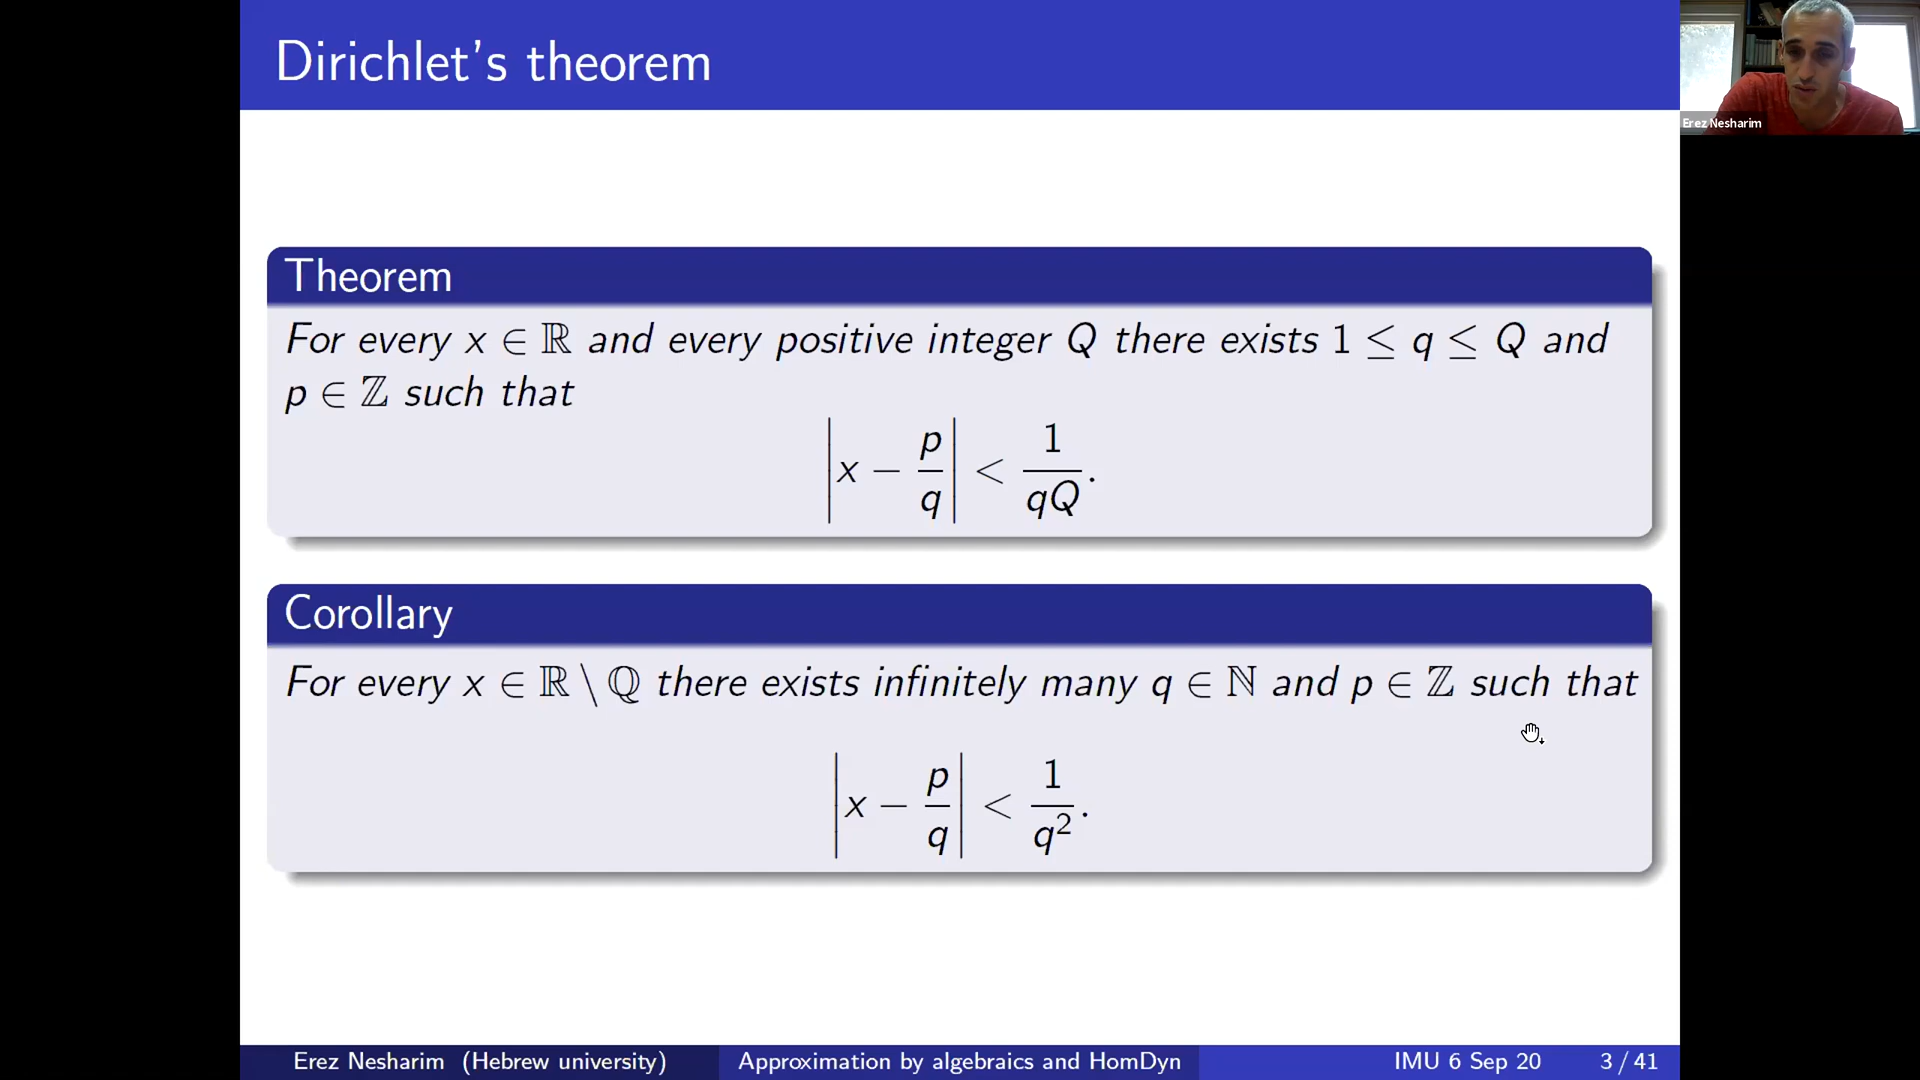 Dirichlet's theorem
Erez Nesharim
Theorem
For every x ∈ ℝ and every positive integer Q there exists 1 ≤ q ≤ Q and
p ∈ ℤ such that
|x − p/q| < 1/qQ.
Corollary
For every x ∈ ℝ \ ℚ there exists infinitely many q ∈ ℕ and p ∈ ℤ such that
|x − p/q| < 1/q².
Erez Nesharim (Hebrew university) Approximation by algebraics and HomDyn IMU 6 Sep 20 3 / 41